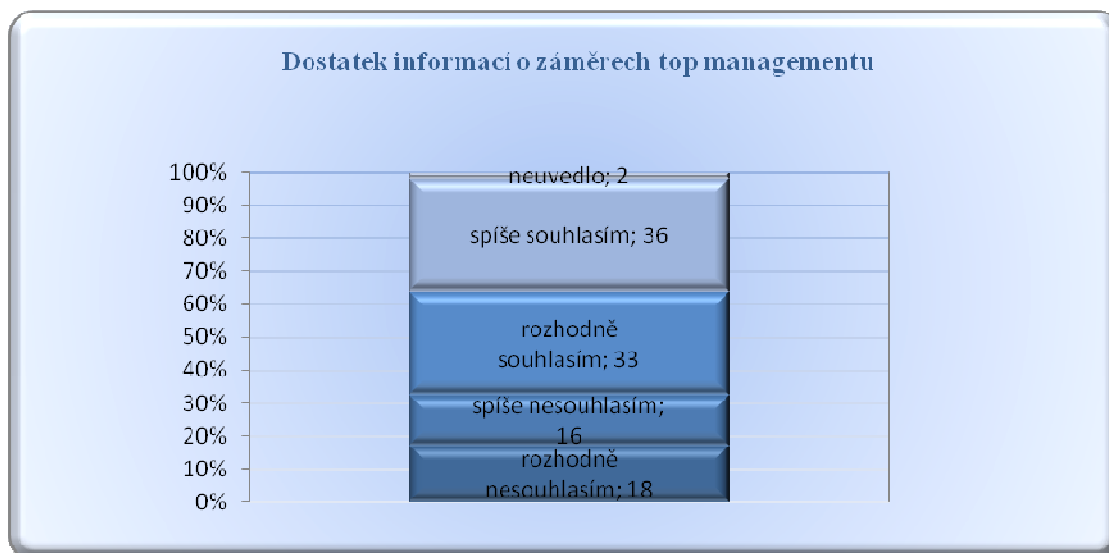 Dostatek informací o záměrech top managementu
100%
90%
80%
70%
60%
50%
40%
30%
20%
10%
0%
neuvedlo; 2
spíše souhlasím; 36
rozhodně
souhlasím; 33
spíše nesouhlasím;
16
rozhodně
nesouhlasím; 18